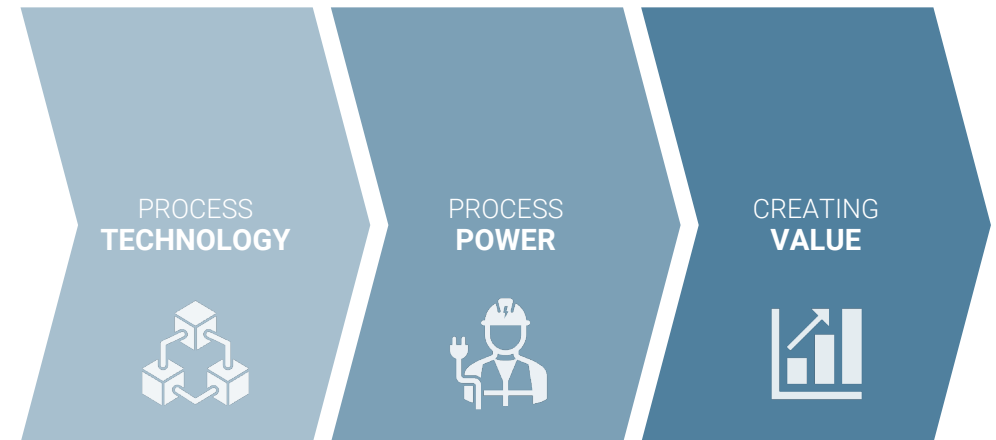 PROCESS
TECHNOLOGY
PROCESS
POWER
CREATING
VALUE